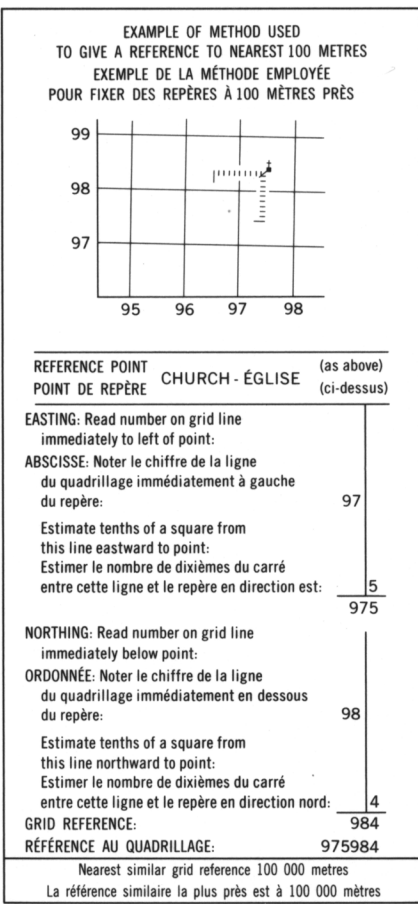 EXAMPLE OF METHOD USED
TO GIVE A REFERENCE TO NEAREST 100 METRES
EXEMPLE DE LA MÉTHODE EMPLOYÉE
POUR FIXER DES REPÈRES À 100 MÈTRES PRÈS
99
98
97
95 96 97 98
REFERENCE POINT
POINT DE REPÈRE
CHURCH - ÉGLISE
(as above)
(ci-dessus)
EASTING: Read number on grid line
immediately to left of point:
ABSCISSE: Noter le chiffre de la ligne
du quadrillage immédiatement à gauche
du repère: 97
Estimate tenths of a square from
this line eastward to point:
Estimer le nombre de dixièmes du carré
entre cette ligne et le repère en direction est: 5
975
NORTHING: Read number on grid line
immediately below point:
ORDONNÉE: Noter le chiffre de la ligne
du quadrillage immédiatement en dessous
du repère: 98
Estimate tenths of a square from
this line northward to point:
Estimer le nombre de dixièmes du carré
entre cette ligne et le repère en direction nord: 4
GRID REFERENCE: 984
RÉFÉRENCE AU QUADRILLAGE: 975984
Nearest similar grid reference 100 000 metres
La référence similaire la plus près est à 100 000 mètres